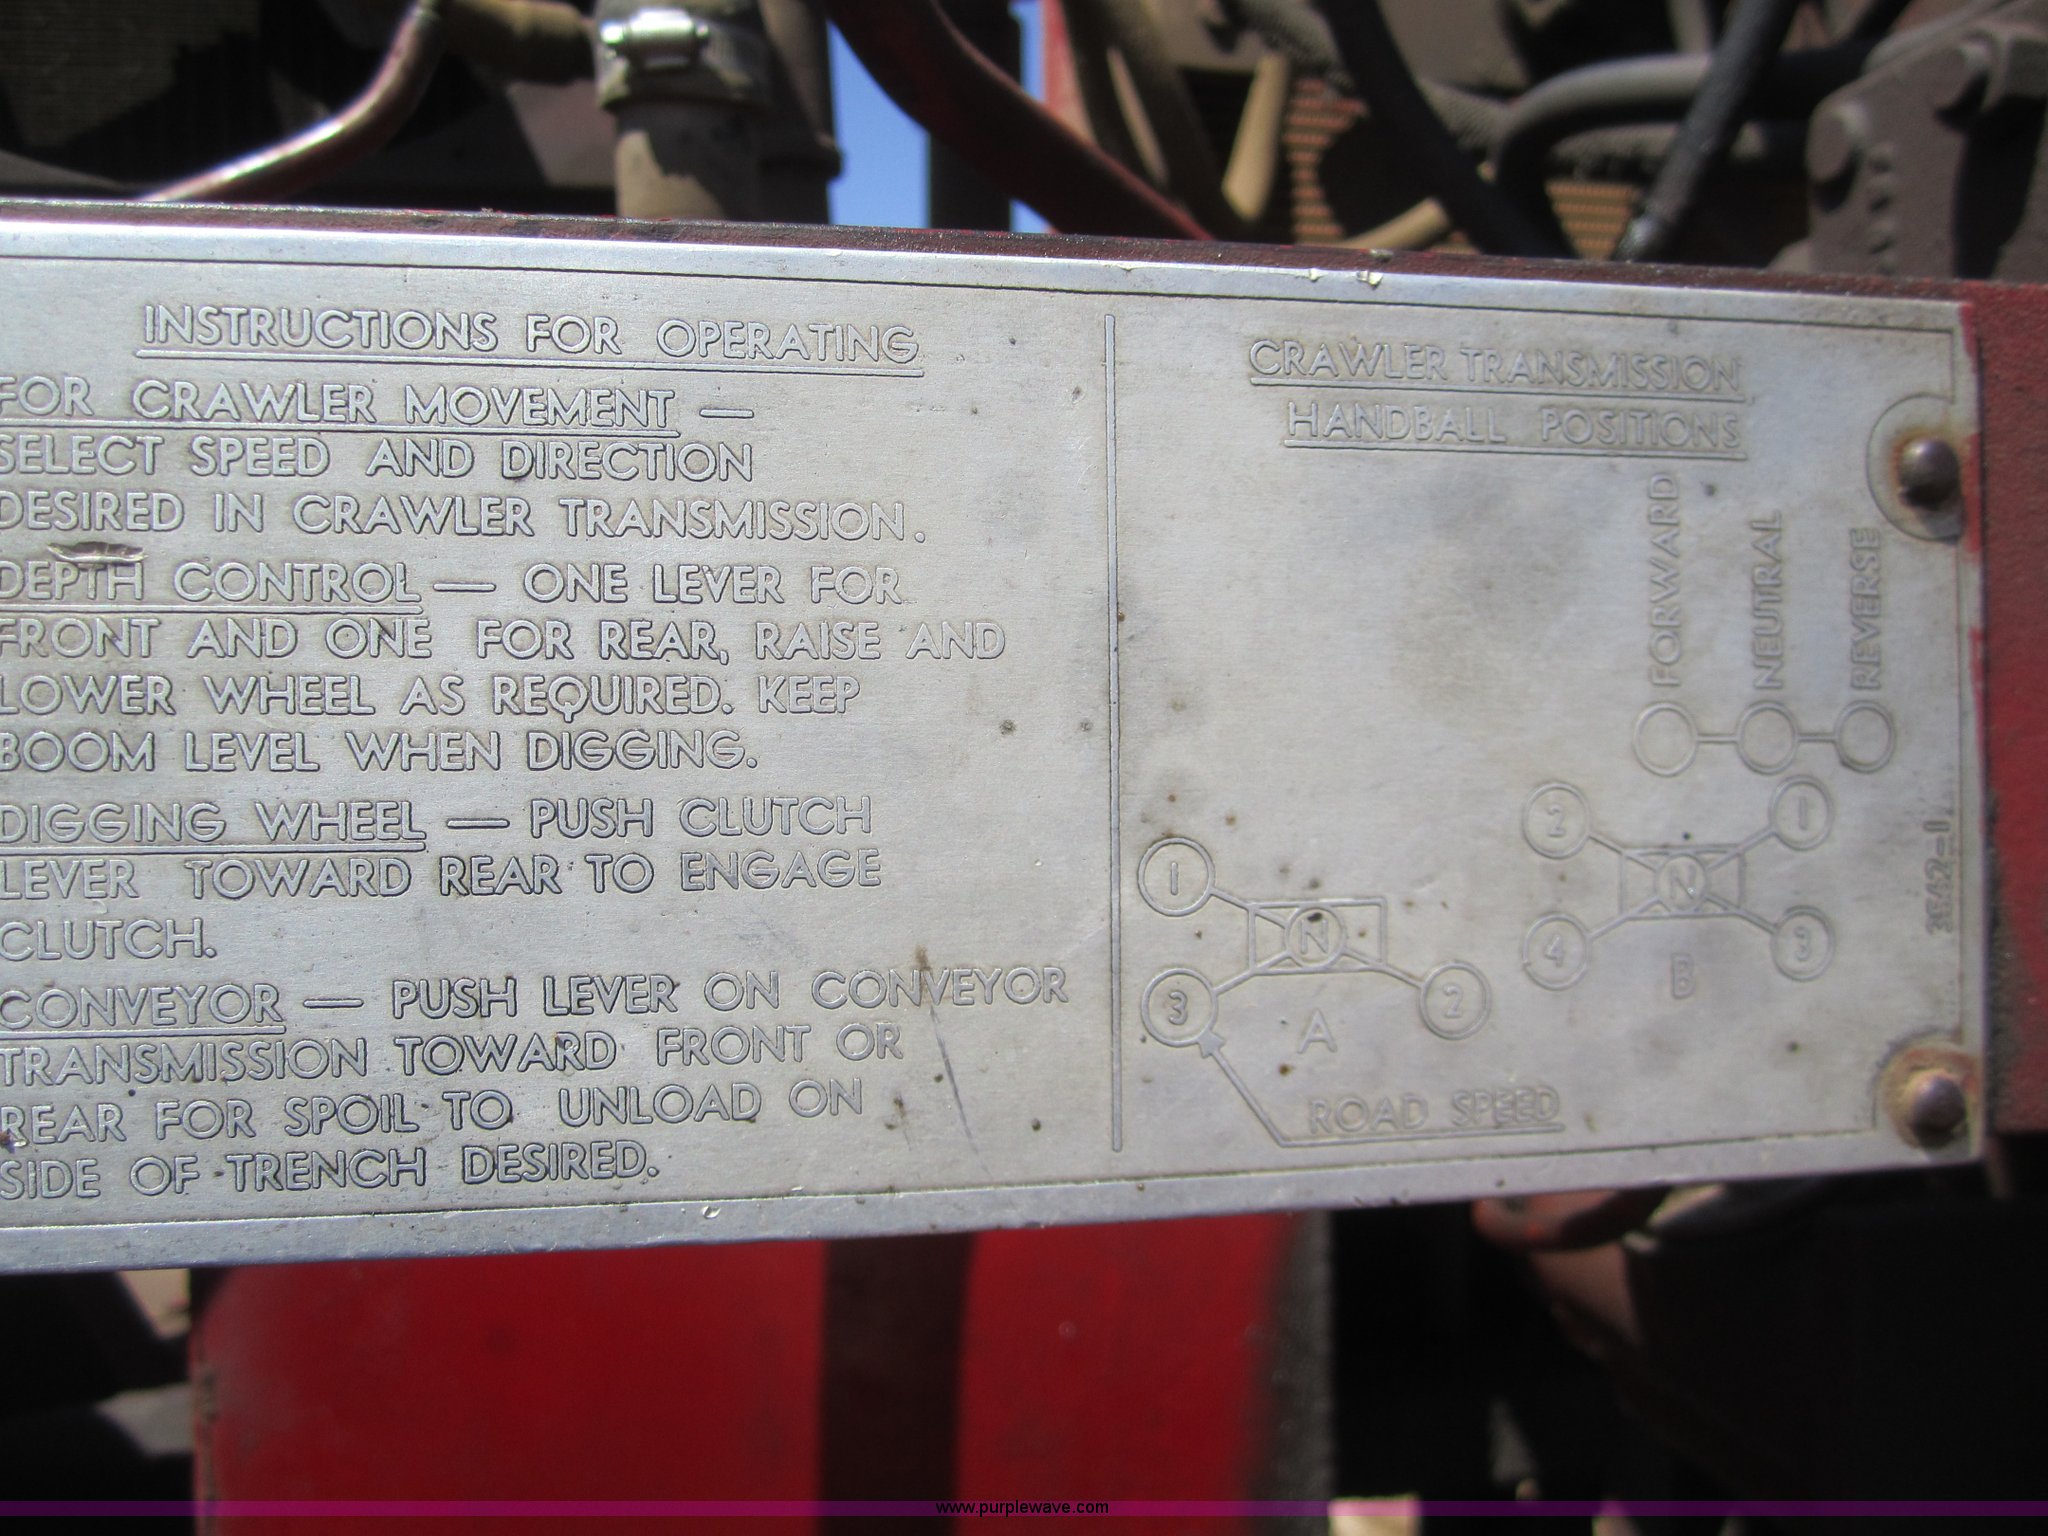 INSTRUCTIONS FOR OPERATING
FOR CRAWLER MOVEMENT —
SELECT SPEED AND DIRECTION
DESIRED IN CRAWLER TRANSMISSION.
DEPTH CONTROL — ONE LEVER FOR
FRONT AND ONE FOR REAR, RAISE AND
LOWER WHEEL AS REQUIRED. KEEP
BOOM LEVEL WHEN DIGGING.
DIGGING WHEEL — PUSH CLUTCH
LEVER TOWARD REAR TO ENGAGE
CLUTCH.
CONVEYOR — PUSH LEVER ON CONVEYOR
TRANSMISSION TOWARD FRONT OR
REAR FOR SPOIL TO UNLOAD ON
SIDE OF TRENCH DESIRED.
CRAWLER TRANSMISSION
HANDBALL POSITIONS
FORWARD
NEUTRAL
REVERSE
1
N
3
2
A
ROAD SPEED
2
1
N
4
3
B
3542-1
www.purplewave.com